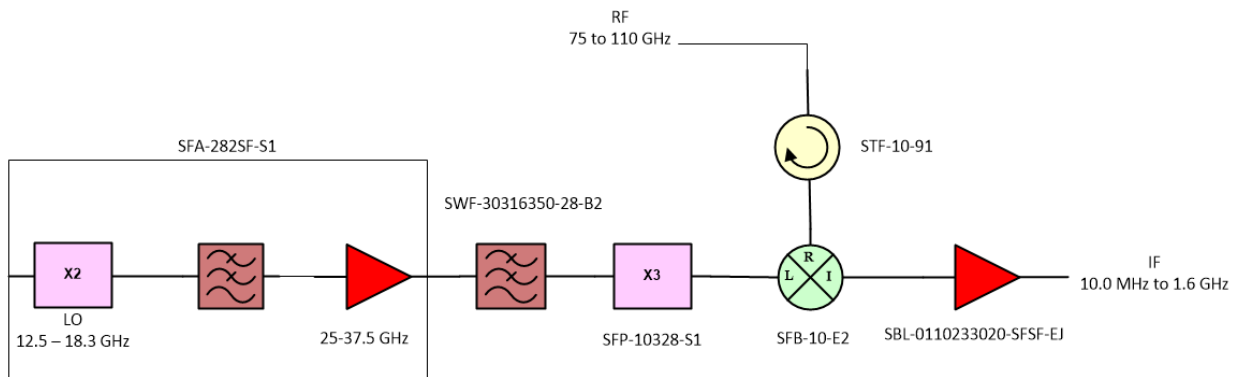 RF
75 to 110 GHz
SFA-282SF-S1
STF-10-91
SWF-30316350-28-B2
X2
X3
R
L
I
LO
12.5 – 18.3 GHz
25-37.5 GHz
SFP-10328-S1
SFB-10-E2
SBL-0110233020-SFSF-EJ
IF
10.0 MHz to 1.6 GHz